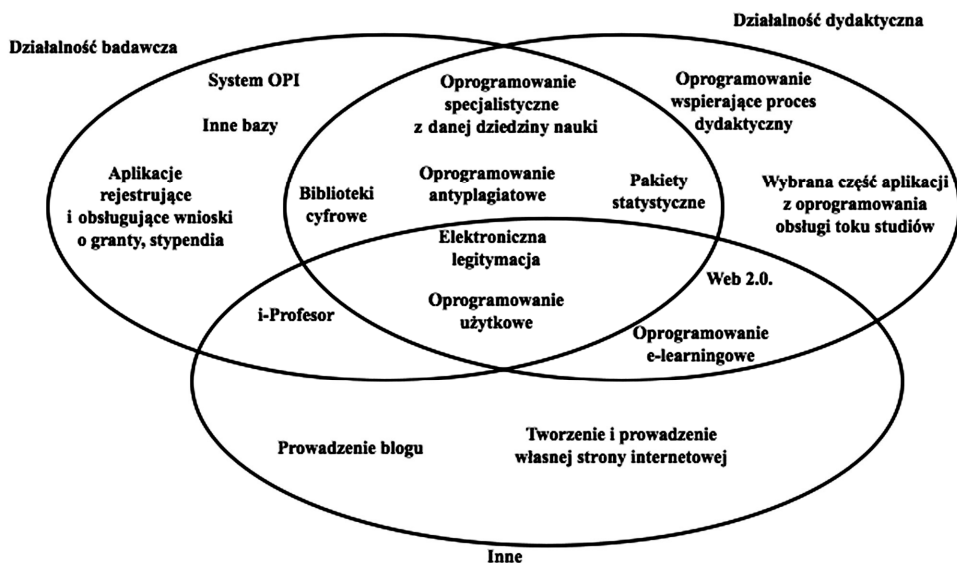 Działalność dydaktyczna
Działalność badawcza
System OPI
Inne bazy
Aplikacje
rejestrujące
i obsługujące wnioski
o granty, stypendia
Oprogramowanie
specjalistyczne
z danej dziedziny nauki
Oprogramowanie
antyplagiatowe
Biblioteki
cyfrowe
Pakiety
statystyczne
Oprogramowanie
wspierające proces
dydaktyczny
Wybrana część aplikacji
z oprogramowania
obsługi toku studiów
Elektroniczna
legitymacja
Oprogramowanie
użytkowe
i-Profesor
Web 2.0.
Oprogramowanie
e-learningowe
Prowadzenie blogu
Tworzenie i prowadzenie
własnej strony internetowej
Inne